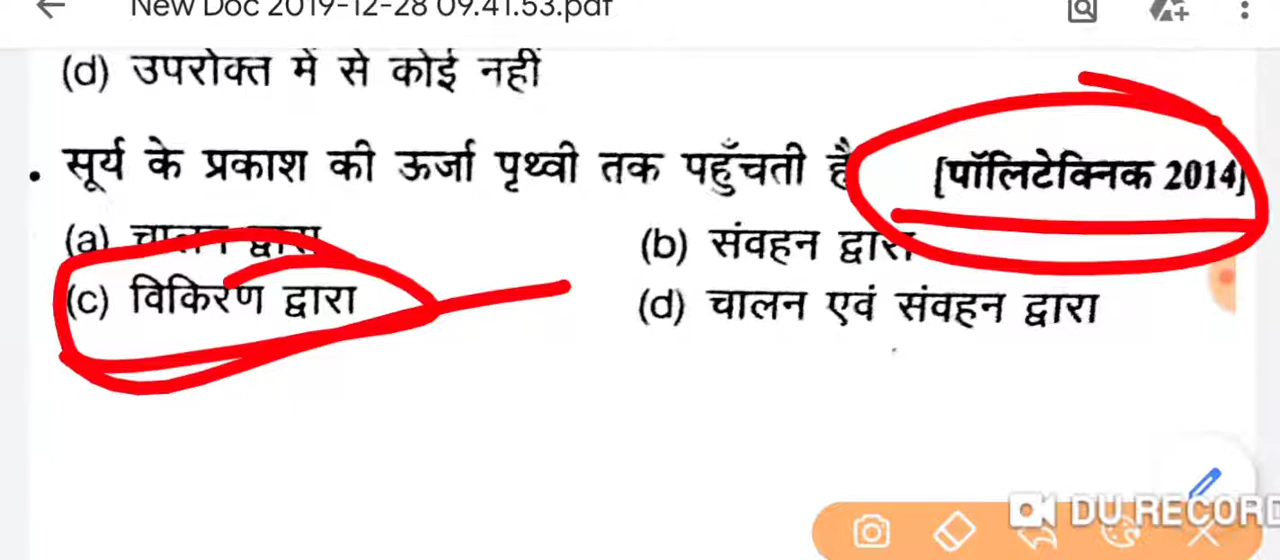 New Doc 2019-12-28 09.41.53.pdf
(d) उपरोक्त में से कोई नहीं
. सूर्य के प्रकाश की ऊर्जा पृथ्वी तक पहुँचती है [पॉलिटेक्निक 2014]
(a) चालन द्वारा (b) संवहन द्वारा
(c) विकिरण द्वारा (d) चालन एवं संवहन द्वारा
DU RECORD